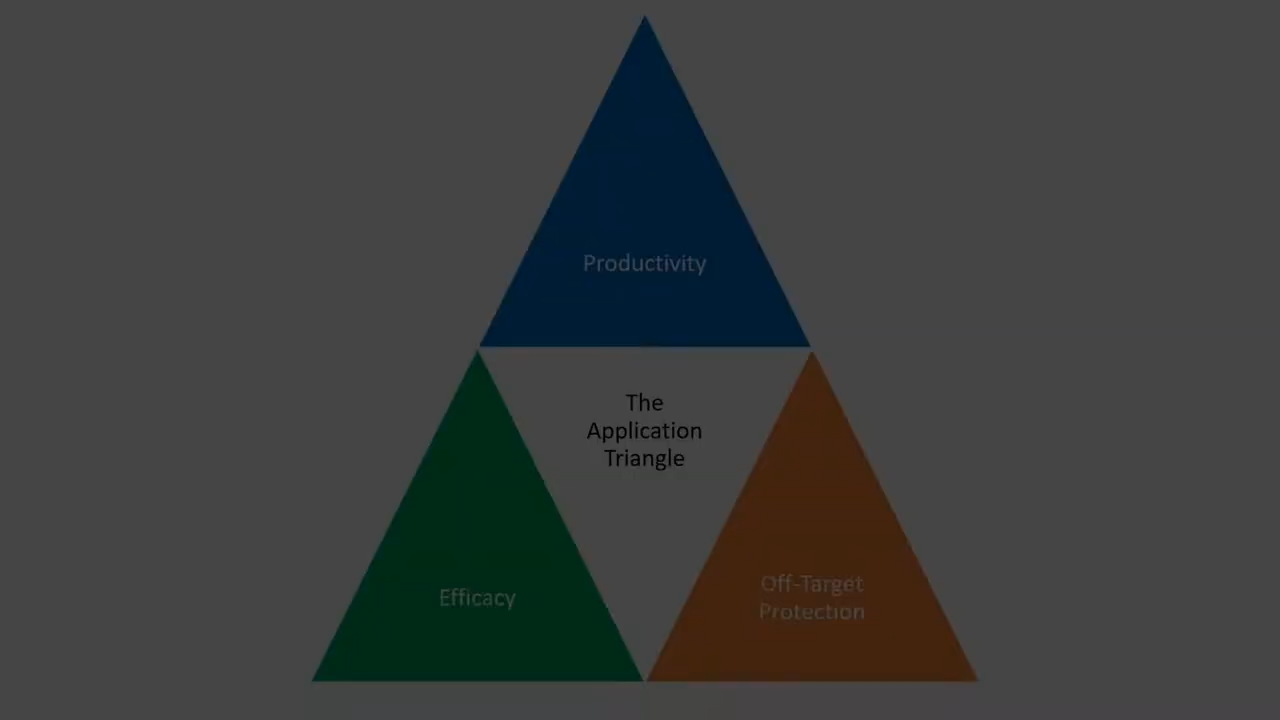 Productivity
The
Application
Triangle
Efficacy
Off-Target
Protection